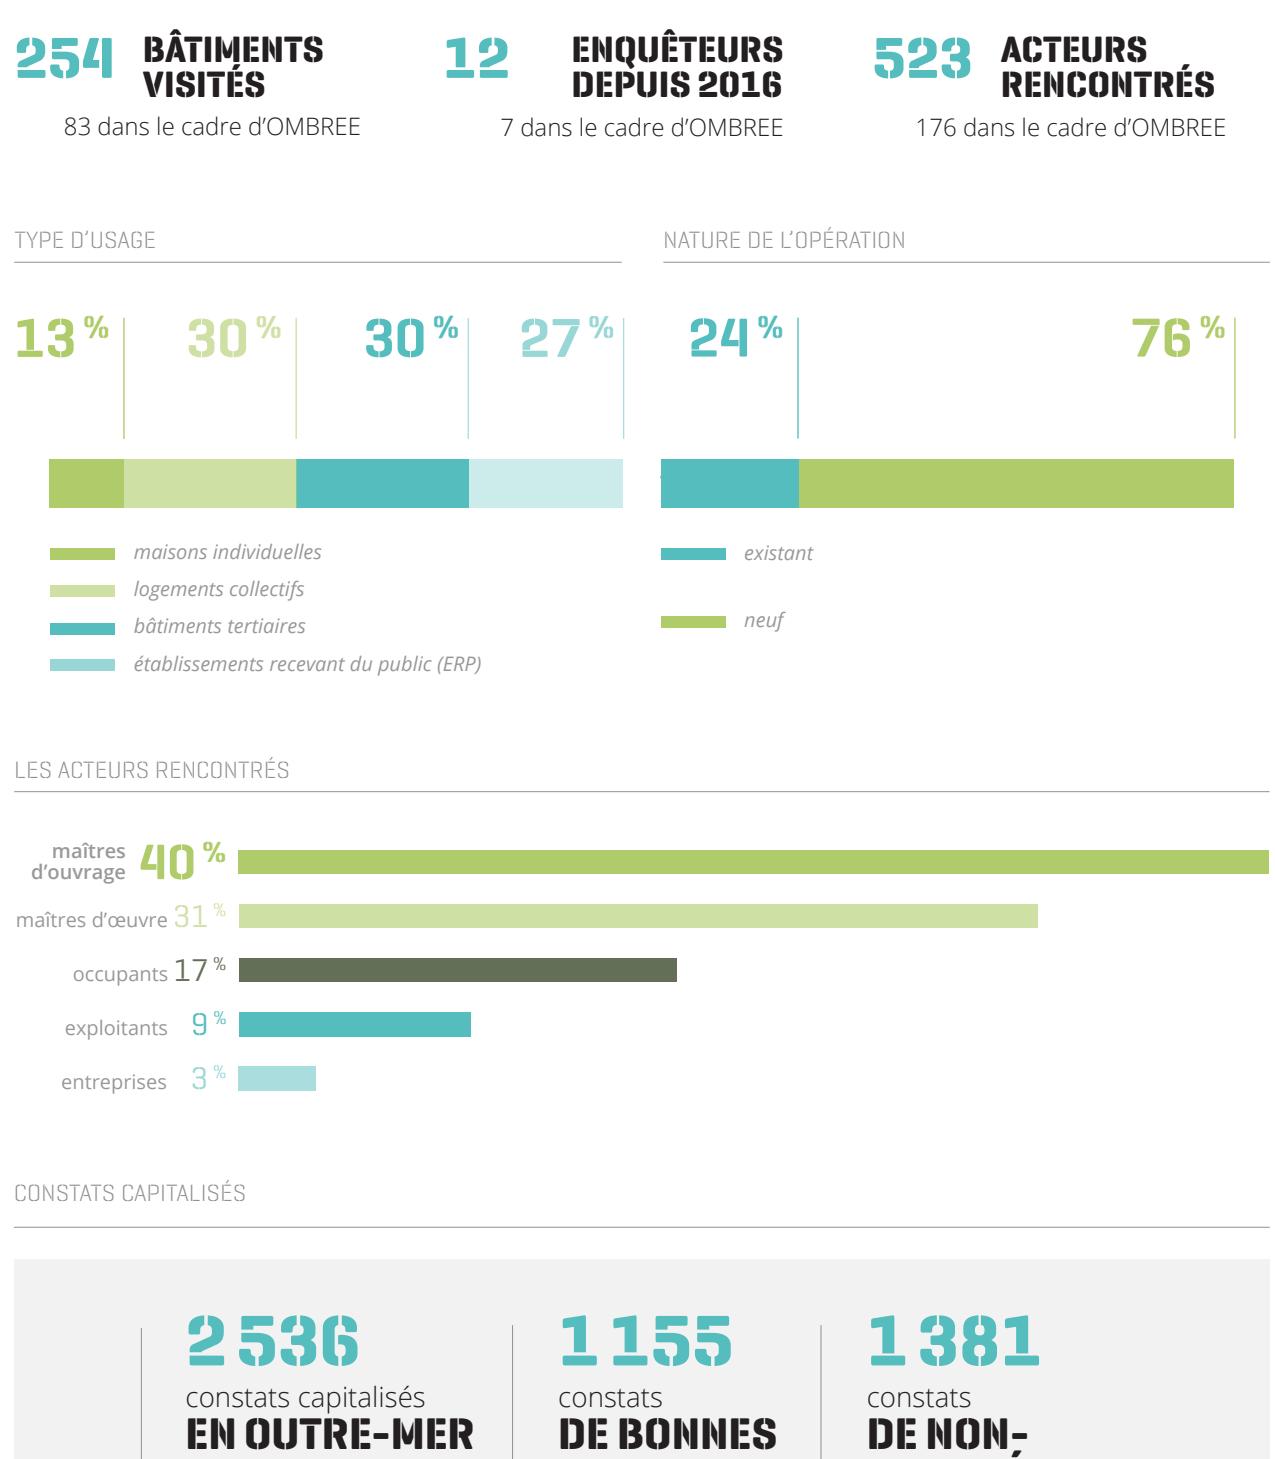 254 BÂTIMENTS
VISITÉS
83 dans le cadre d’OMBREE
12 ENQUÊTEURS
DEPUIS 2016
7 dans le cadre d’OMBREE
523 ACTEURS
RENCONTRÉS
176 dans le cadre d’OMBREE
TYPE D’USAGE
13 % 30 % 30 % 27 %
maisons individuelles
logements collectifs
bâtiments tertiaires
établissements recevant du public (ERP)
NATURE DE L’OPÉRATION
24 % 76 %
existant
neuf
LES ACTEURS RENCONTRÉS
maîtres
d’ouvrage 40 %
maîtres d’œuvre 31 %
occupants 17 %
exploitants 9 %
entreprises 3 %
CONSTATS CAPITALISÉS
2 536
constats capitalisés
EN OUTRE-MER
1 155
constats
DE BONNES
1 381
constats
DE NON-